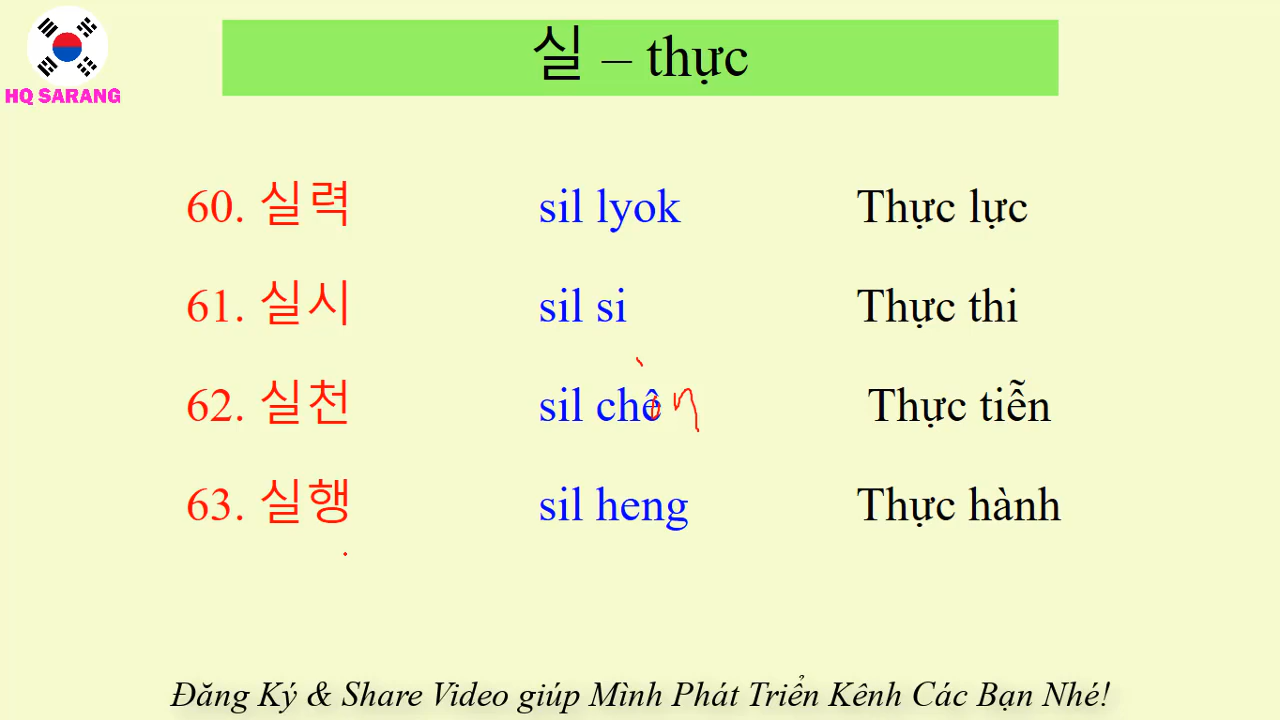 HQ SARANG
실 – thực
60. 실력 sil lyok Thực lực
61. 실시 sil si Thực thi
62. 실천 sil chê n Thực tiễn
63. 실행 sil heng Thực hành
Đăng Ký & Share Video giúp Mình Phát Triển Kênh Các Bạn Nhé!